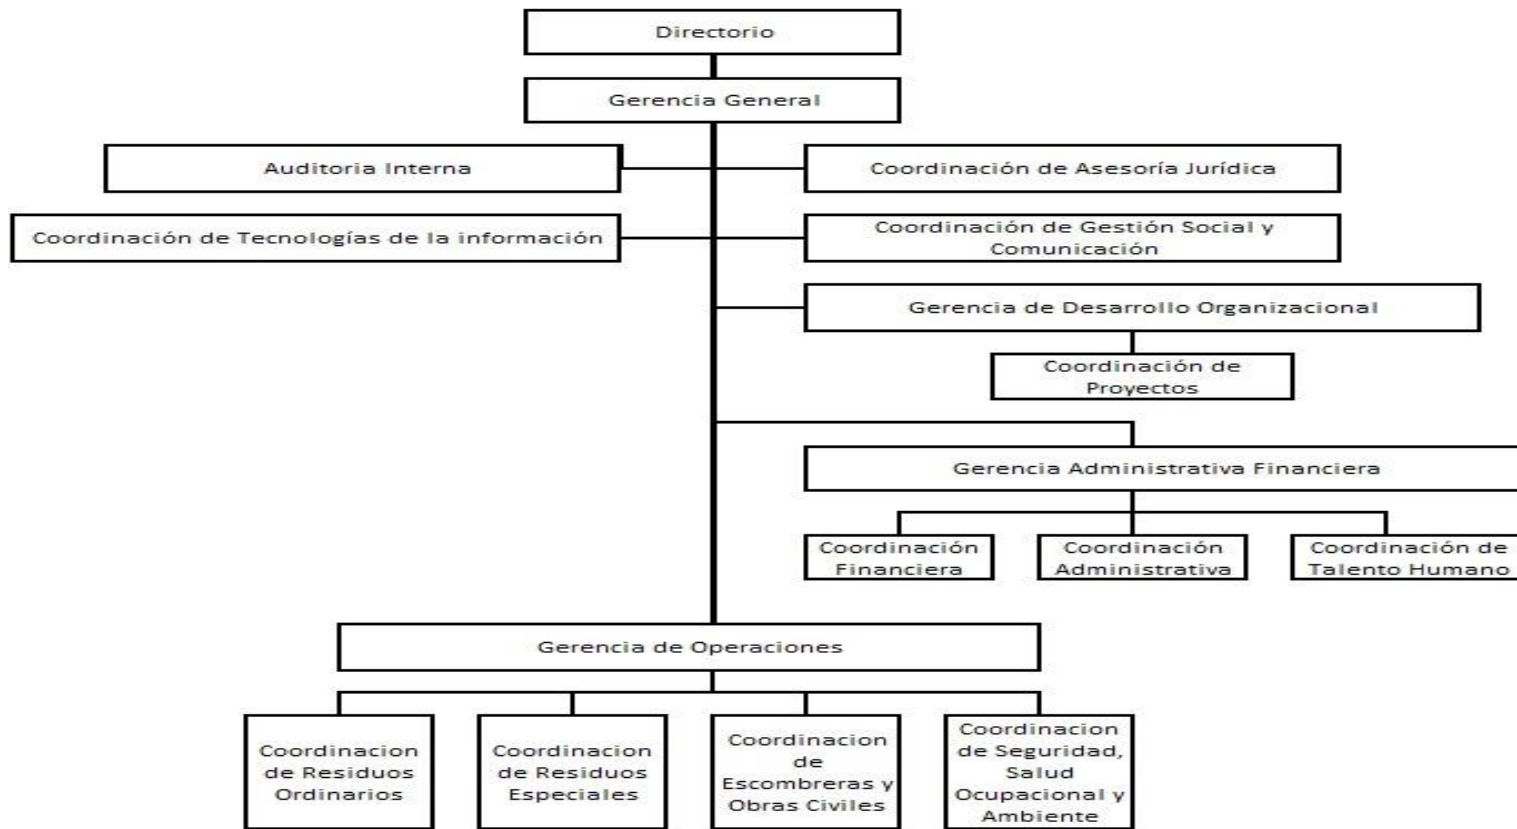 Directorio
Gerencia General
Auditoria Interna
Coordinación de Asesoría Jurídica
Coordinación de Tecnologías de la información
Coordinación de Gestión Social y
Comunicación
Gerencia de Desarrollo Organizacional
Coordinación de
Proyectos
Gerencia Administrativa Financiera
Coordinación
Financiera
Coordinación
Administrativa
Coordinación de
Talento Humano
Gerencia de Operaciones
Coordinacion
de Residuos
Ordinarios
Coordinacion
de Residuos
Especiales
Coordinacion
de
Escombreras y
Obras Civiles
Coordinacion
de Seguridad,
Salud
Ocupacional y
Ambiente